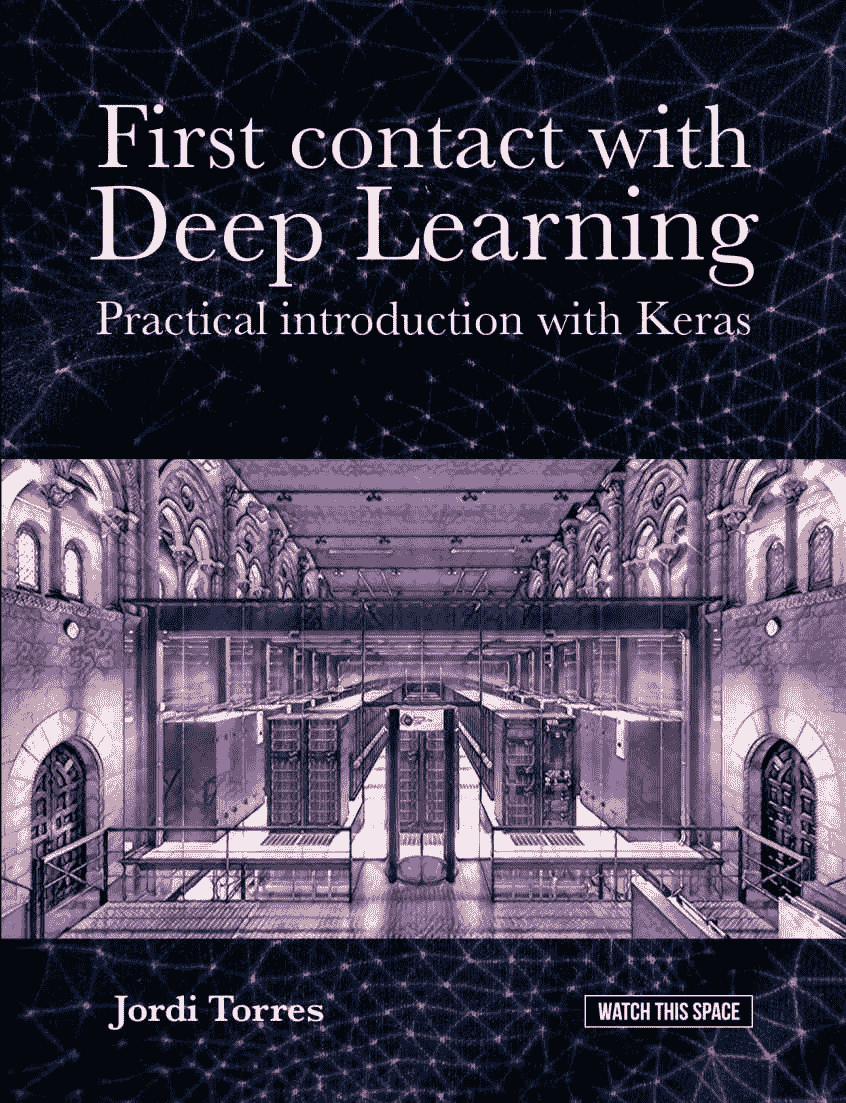 First contact with
Deep Learning
Practical introduction with Keras
Jordi Torres
WATCH THIS SPACE